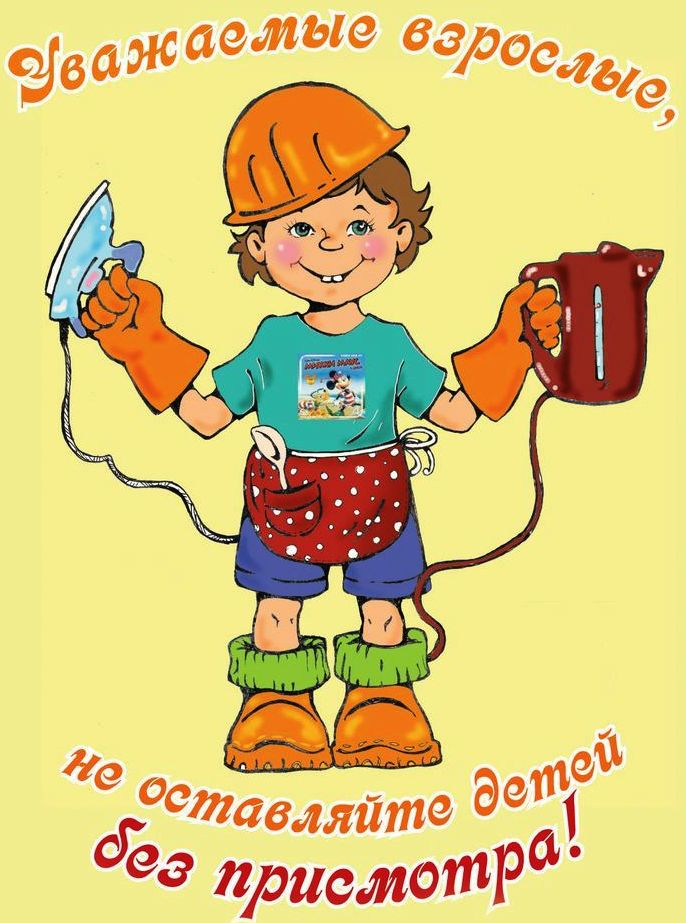 Уважаемые взрослые,
не оставляйте детей
без присмотра!